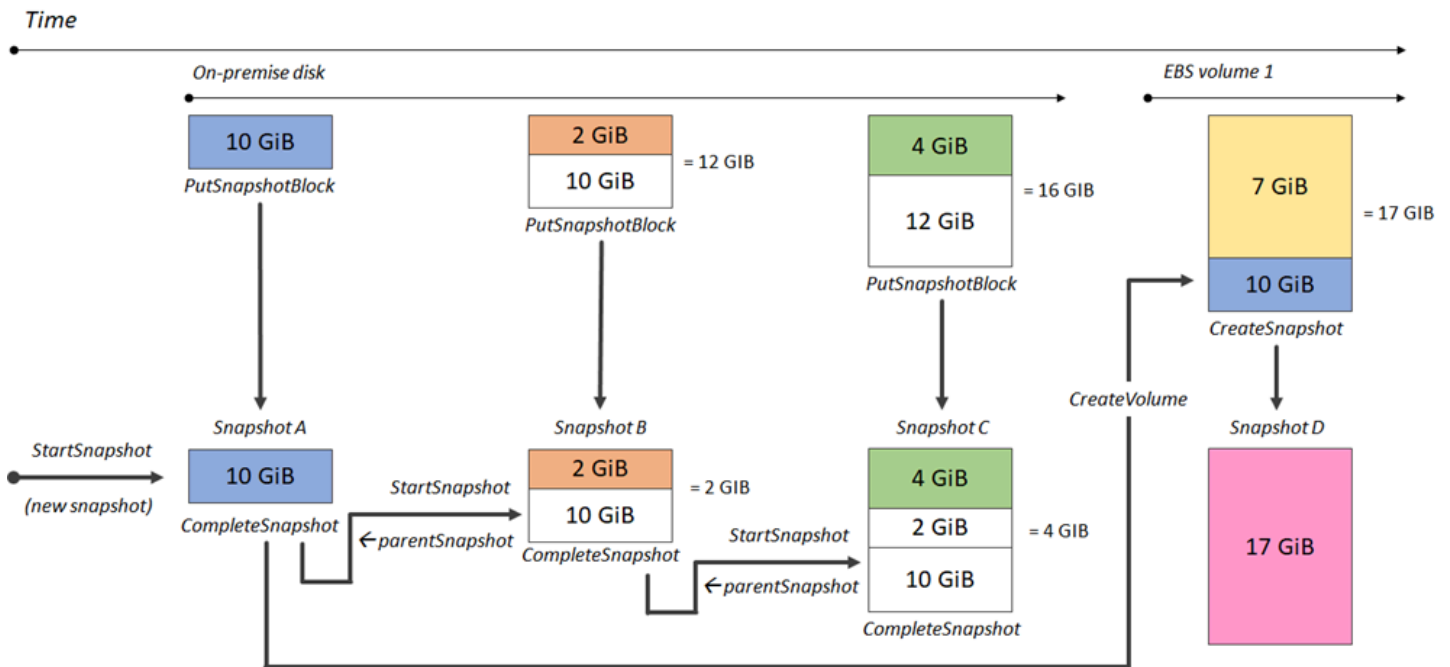 Time
On-premise disk
EBS volume 1
10 GiB
PutSnapshotBlock
2 GiB
10 GiB
= 12 GIB
PutSnapshotBlock
4 GiB
12 GiB
= 16 GIB
PutSnapshotBlock
7 GiB
10 GiB
= 17 GIB
CreateSnapshot
CreateVolume
StartSnapshot
(new snapshot)
Snapshot A
10 GiB
CompleteSnapshot
StartSnapshot
←parentSnapshot
Snapshot B
2 GiB
10 GiB
= 2 GIB
CompleteSnapshot
StartSnapshot
←parentSnapshot
Snapshot C
4 GiB
2 GiB
10 GiB
= 4 GIB
CompleteSnapshot
Snapshot D
17 GiB